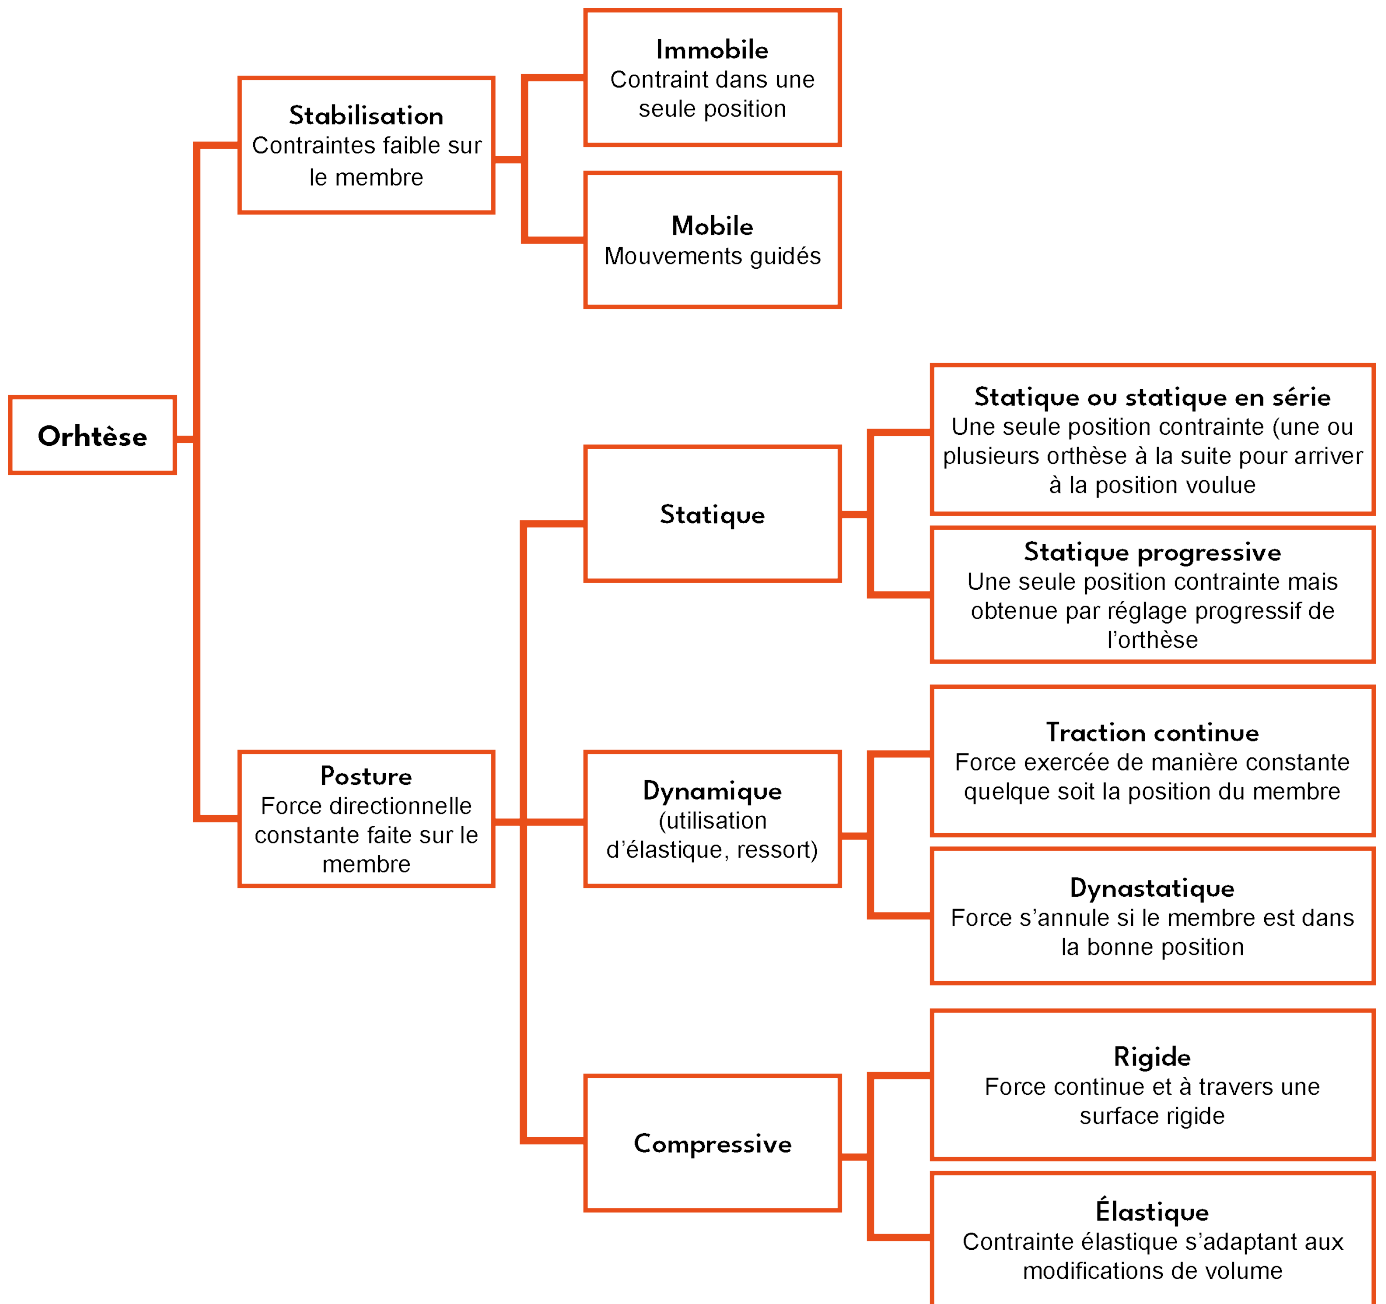 Orhtèse
Stabilisation
Contraintes faible sur
le membre
Immobile
Contraint dans une
seule position
Mobile
Mouvements guidés
Posture
Force directionnelle
constante faite sur le
membre
Statique
Statique ou statique en série
Une seule position contrainte (une ou
plusieurs orthèse à la suite pour arriver
à la position voulue
Statique progressive
Une seule position contrainte mais
obtenue par réglage progressif de
l’orthèse
Dynamique
(utilisation
d’élastique, ressort)
Traction continue
Force exercée de manière constante
quelque soit la position du membre
Dynastatique
Force s’annule si le membre est dans
la bonne position
Compressive
Rigide
Force continue et à travers une
surface rigide
Élastique
Contrainte élastique s’adaptant aux
modifications de volume